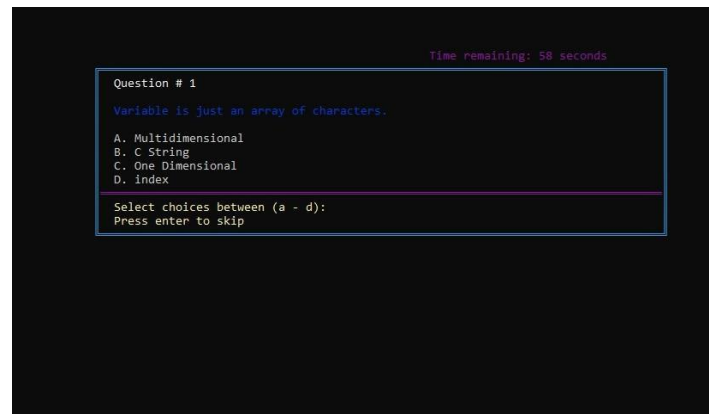 Time remaining: 58 seconds
Question # 1
Variable is just an array of characters.
A. Multidimensional
B. C String
C. One Dimensional
D. index
Select choices between (a - d):
Press enter to skip